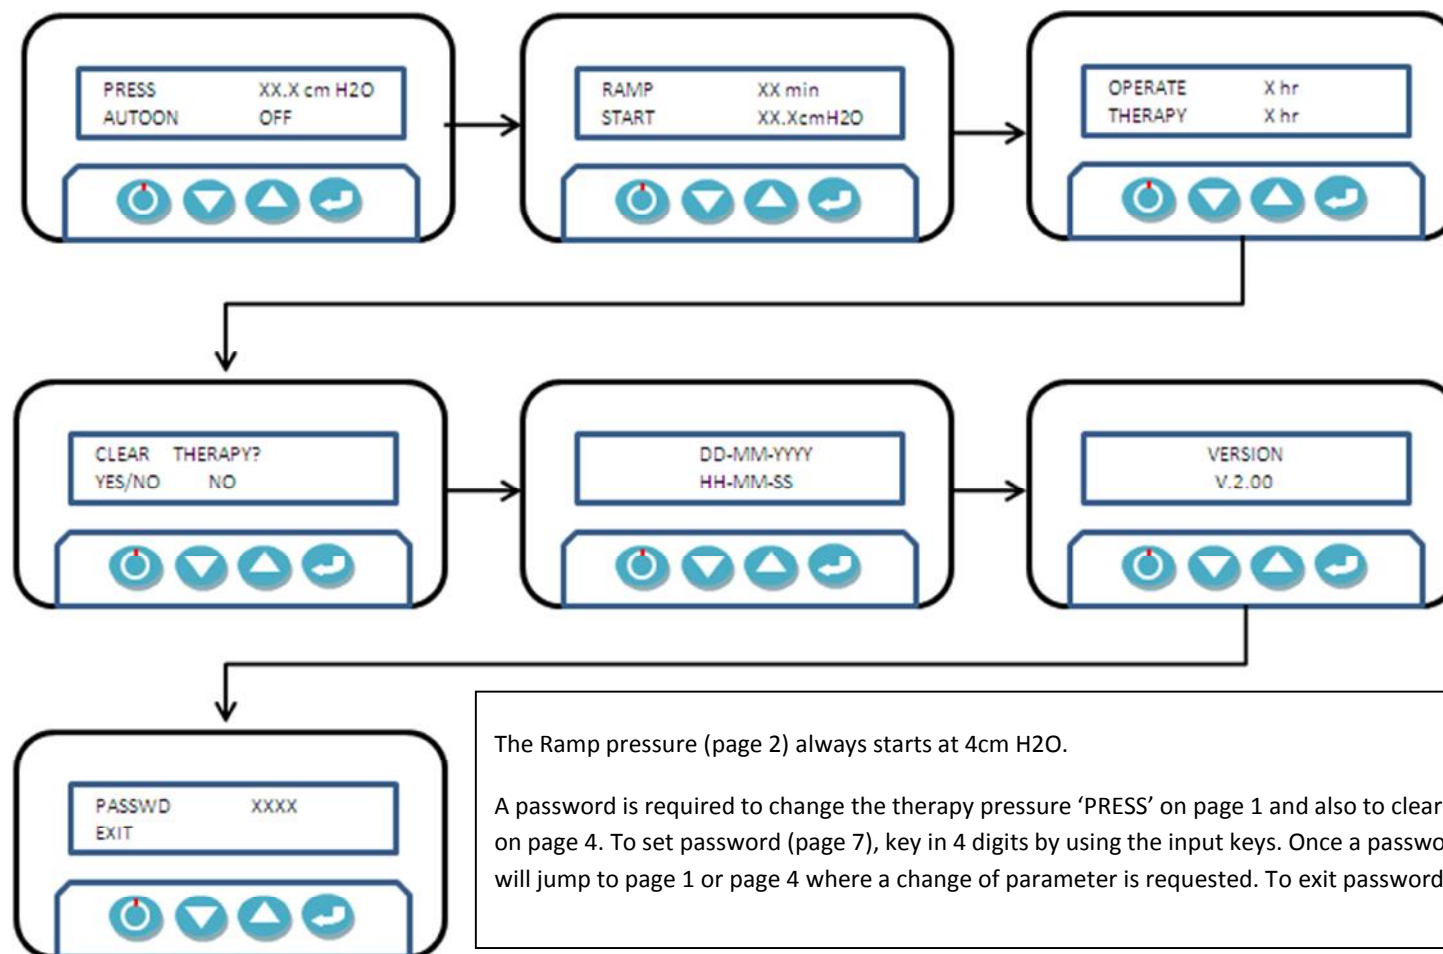 PRESS XX.X cm H2O
AUTOON OFF
RAMP XX min
START XX.XcmH2O
OPERATE X hr
THERAPY X hr
CLEAR THERAPY?
YES/NO NO
DD-MM-YYYY
HH-MM-SS
VERSION
V.2.00
PASSWD XXXX
EXIT
The Ramp pressure (page 2) always starts at 4cm H2O.
A password is required to change the therapy pressure ‘PRESS’ on page 1 and also to clear
on page 4. To set password (page 7), key in 4 digits by using the input keys. Once a passwo
will jump to page 1 or page 4 where a change of parameter is requested. To exit password